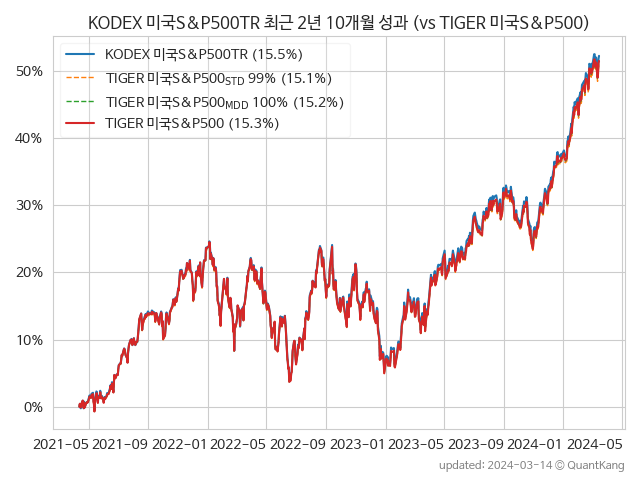 KODEX 미국S&P500TR 최근 2년 10개월 성과 (vs TIGER 미국S&P500)
KODEX 미국S&P500TR (15.5%)
TIGER 미국S&P500STD 99% (15.1%)
TIGER 미국S&P500MDD 100% (15.2%)
TIGER 미국S&P500 (15.3%)
50%
40%
30%
20%
10%
0%
2021-05 2021-09 2022-01 2022-05 2022-09 2023-01 2023-05 2023-09 2024-01 2024-05
updated: 2024-03-14 © QuantKang